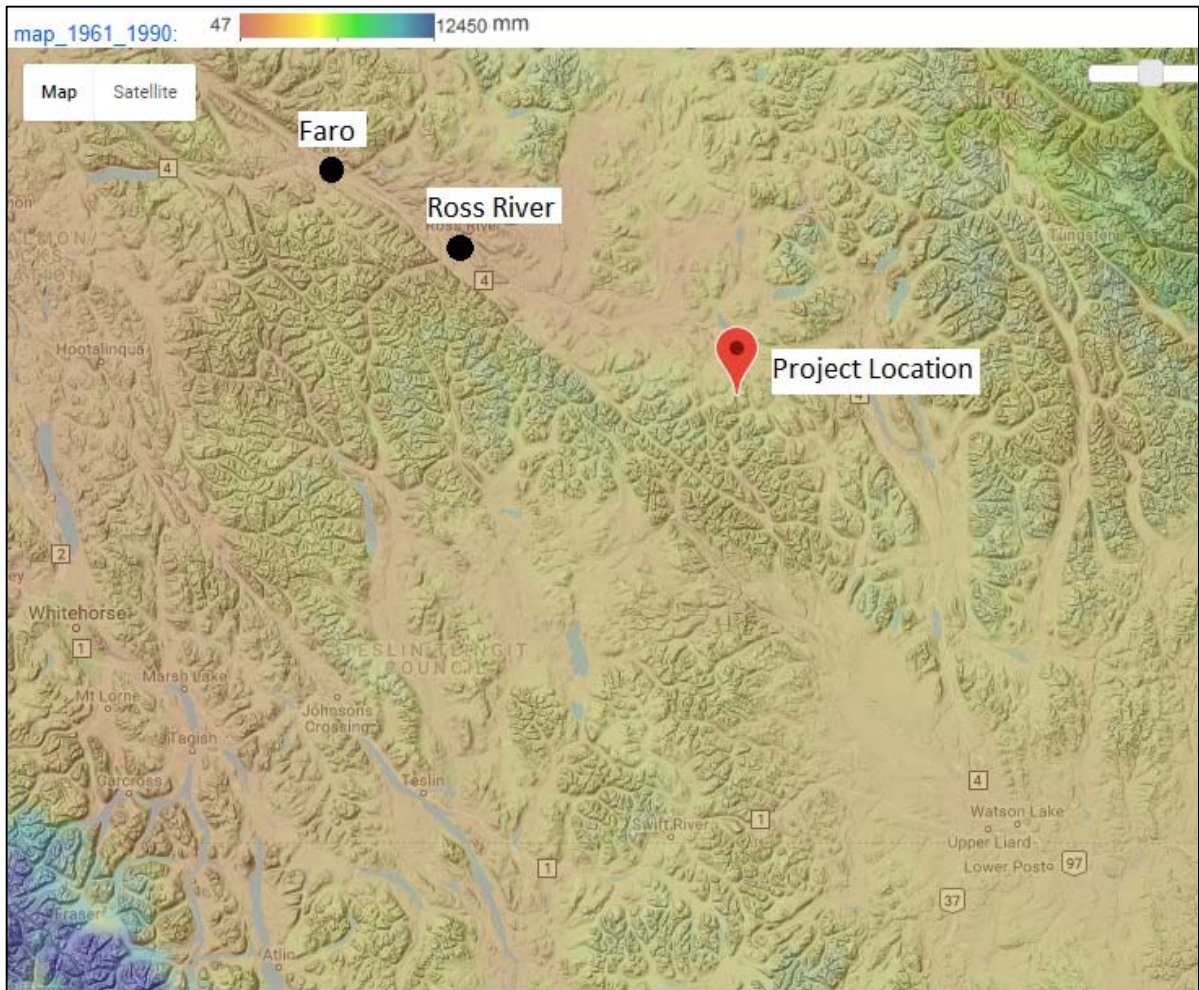 map_1961_1990: 47 12450 mm
Map Satellite
Faro
4
Ross River
Ross River
4
Tungsten
Hootalinqua
Project Location
4
2
Whitehorse
1
TESLIN TLINGIT
COUNCIL
Marsh Lake
Mt Lorne
Johnsons
Crossing
Tagish
Carcross
Teslin
4
Swift River
1
Watson Lake
Upper Liard
Lower Post
97
1
37
Fraser
Atlin